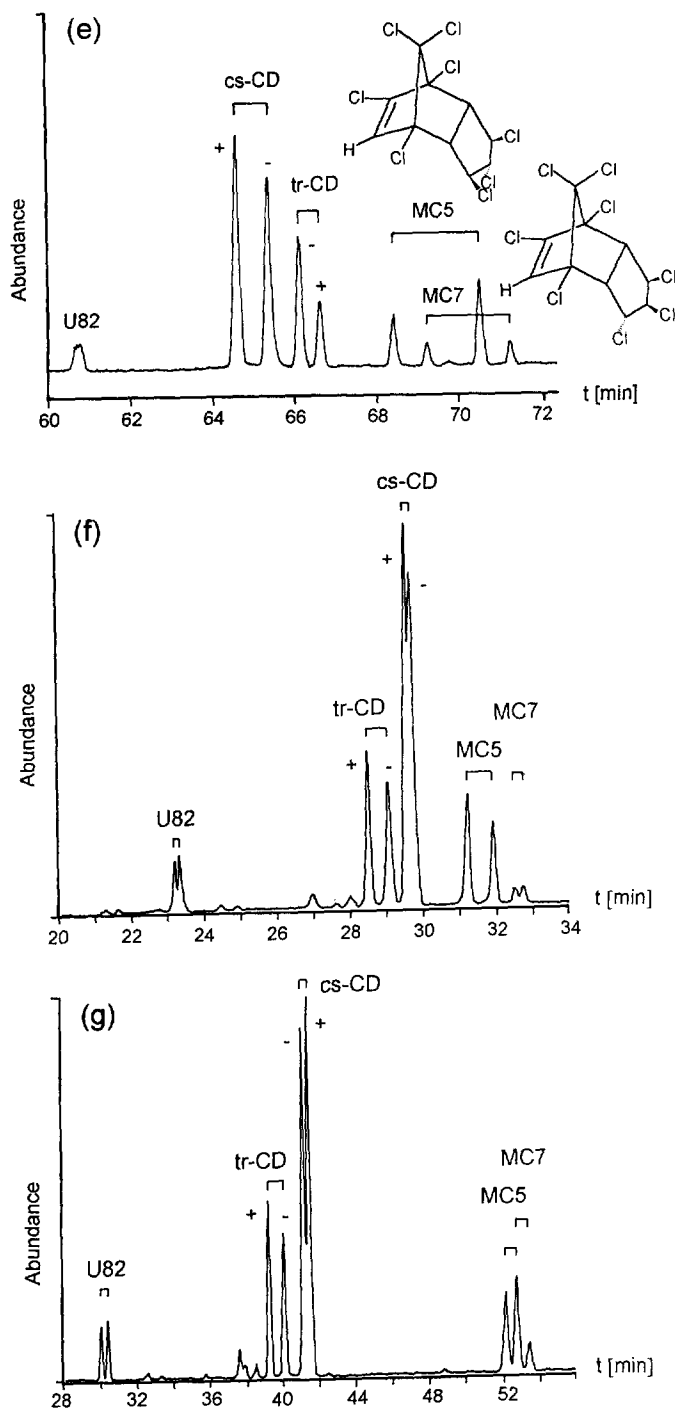 (e)
Cl Cl
Cl
cs-CD
Cl
Cl
H
Cl
Cl
Cl
+
-
tr-CD
-
+
MC5
MC7
Cl
Cl
Cl
Cl
H
Cl
Cl
Cl
Cl
U82
Abundance
60 62 64 66 68 70 72 t [min]
(f)
cs-CD
+
-
tr-CD
+
-
MC7
MC5
U82
Abundance
20 22 24 26 28 30 32 34 t [min]
(g)
cs-CD
-
+
tr-CD
+
-
MC7
MC5
U82
Abundance
28 32 36 40 44 48 52 t [min]